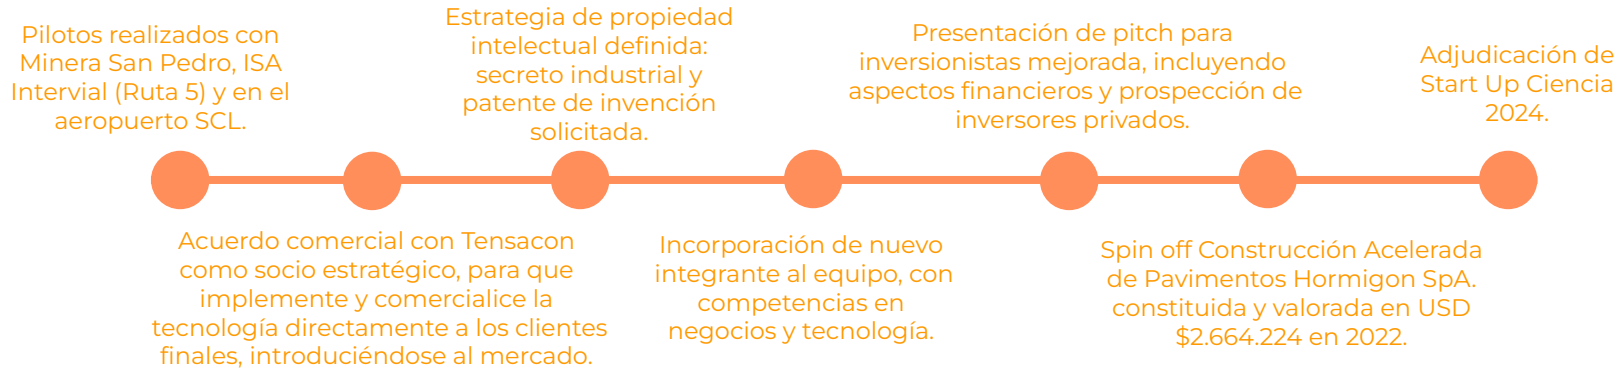 Pilotos realizados con
Minera San Pedro, ISA
Intervial (Ruta 5) y en el
aeropuerto SCL.
Acuerdo comercial con Tensacon
como socio estratégico, para que
implemente y comercialice la
tecnología directamente a los clientes
finales, introduciéndose al mercado.
Estrategia de propiedad
intelectual definida:
secreto industrial y
patente de invención
solicitada.
Incorporación de nuevo
integrante al equipo, con
competencias en
negocios y tecnología.
Presentación de pitch para
inversionistas mejorada, incluyendo
aspectos financieros y prospección de
inversores privados.
Spin off Construcción Acelerada
de Pavimentos Hormigon SpA.
constituida y valorada en USD
$2.664.224 en 2022.
Adjudicación de
Start Up Ciencia
2024.